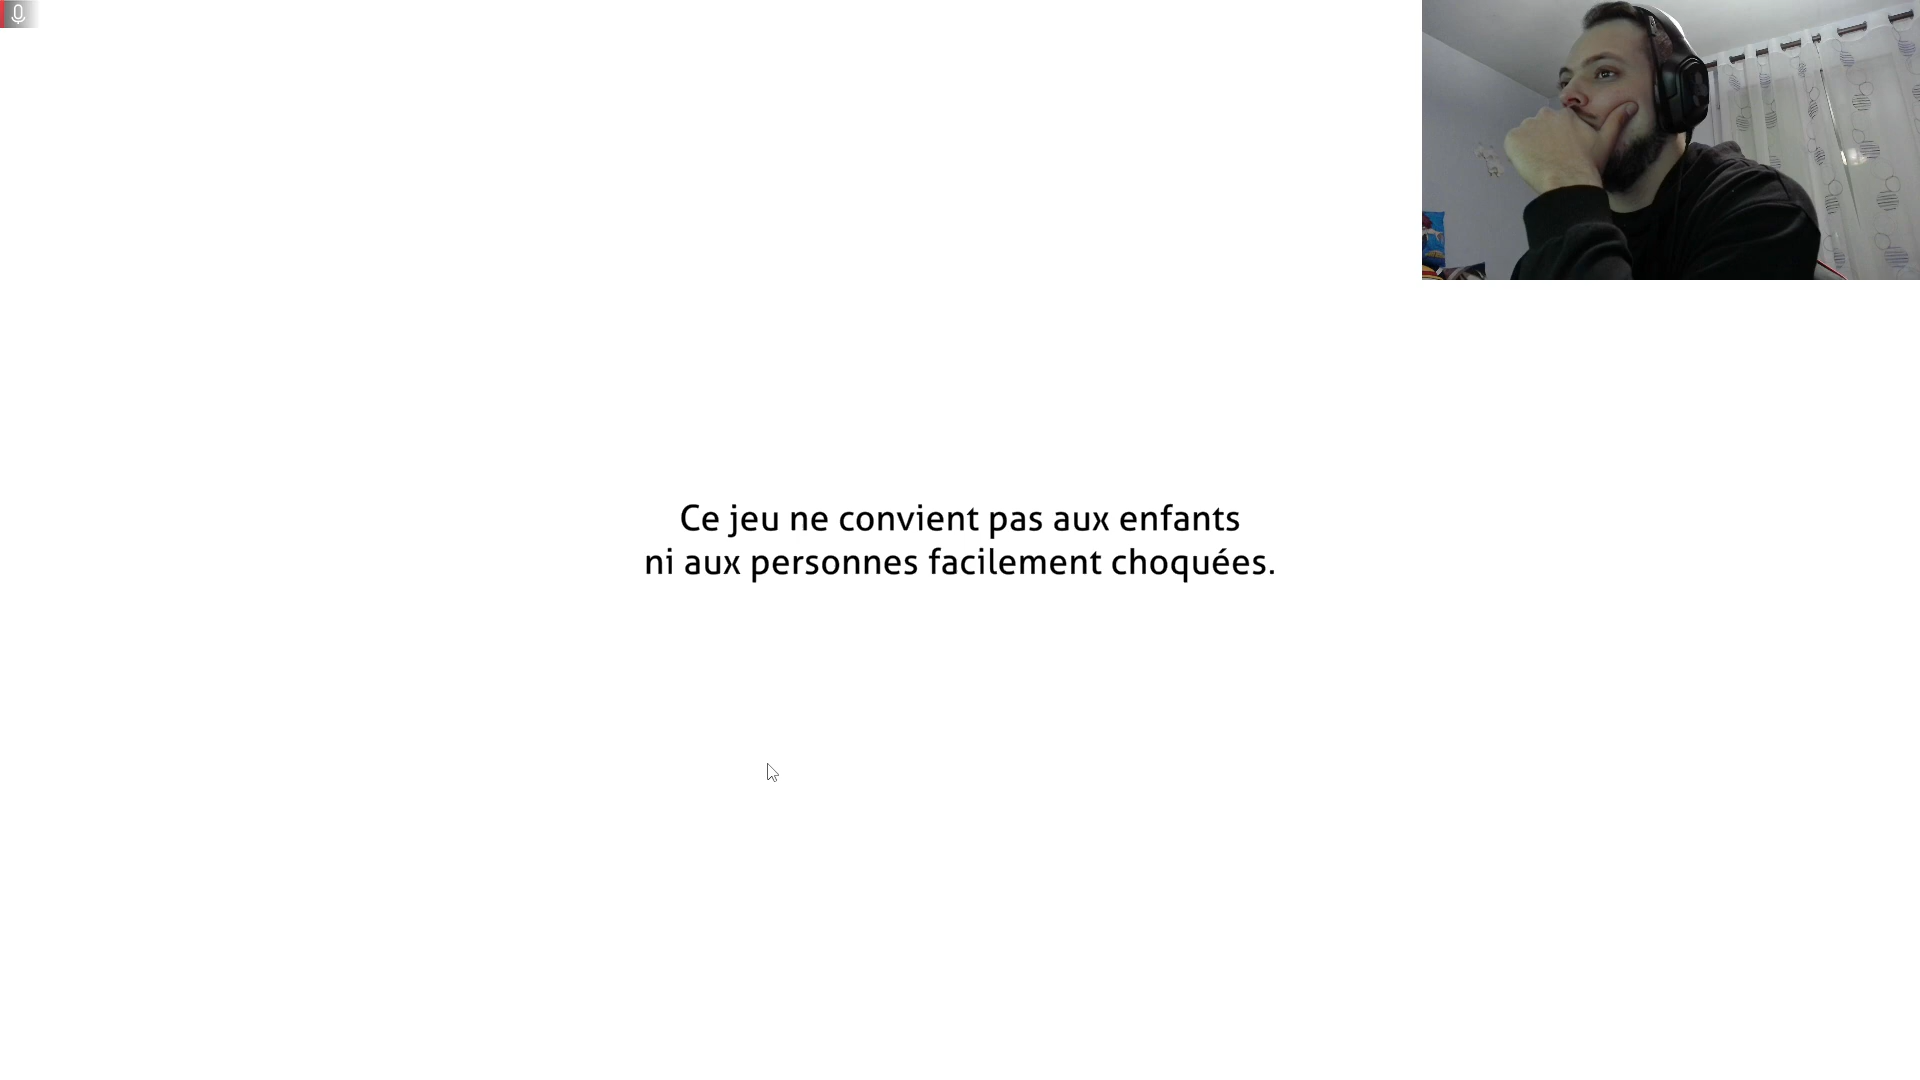 Ce jeu ne convient pas aux enfants
ni aux personnes facilement choquées.